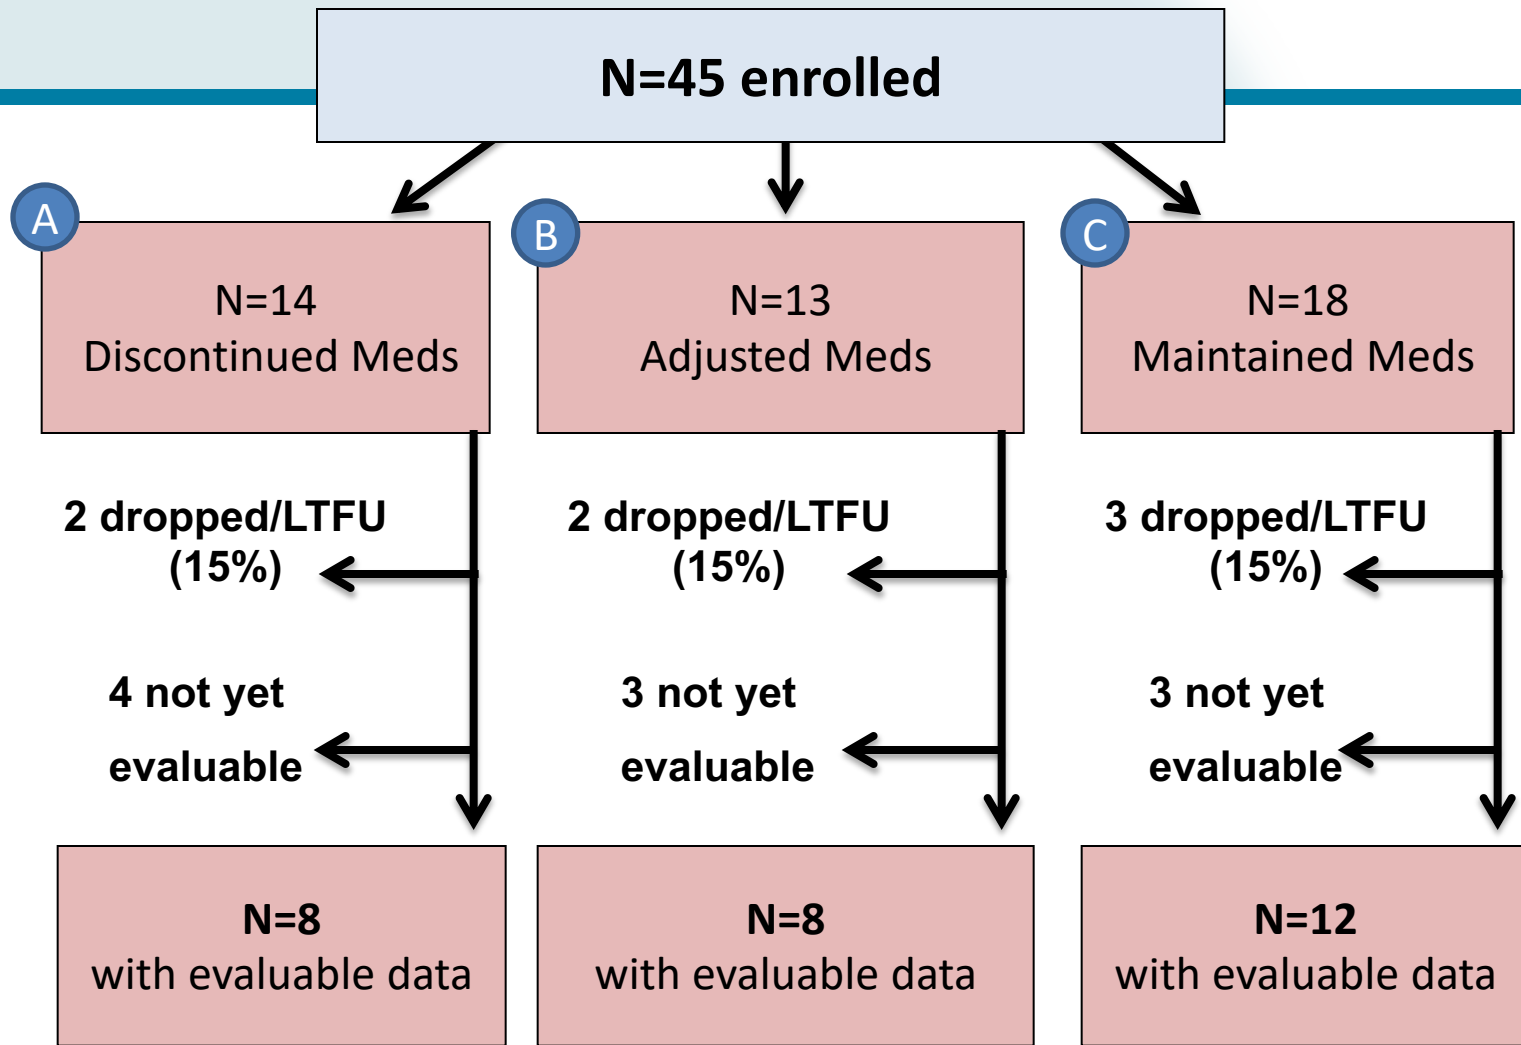 N=45 enrolled
A
N=14
Discontinued Meds
2 dropped/LTFU
(15%)
4 not yet
evaluable
N=8
with evaluable data
B
N=13
Adjusted Meds
2 dropped/LTFU
(15%)
3 not yet
evaluable
N=8
with evaluable data
C
N=18
Maintained Meds
3 dropped/LTFU
(15%)
3 not yet
evaluable
N=12
with evaluable data